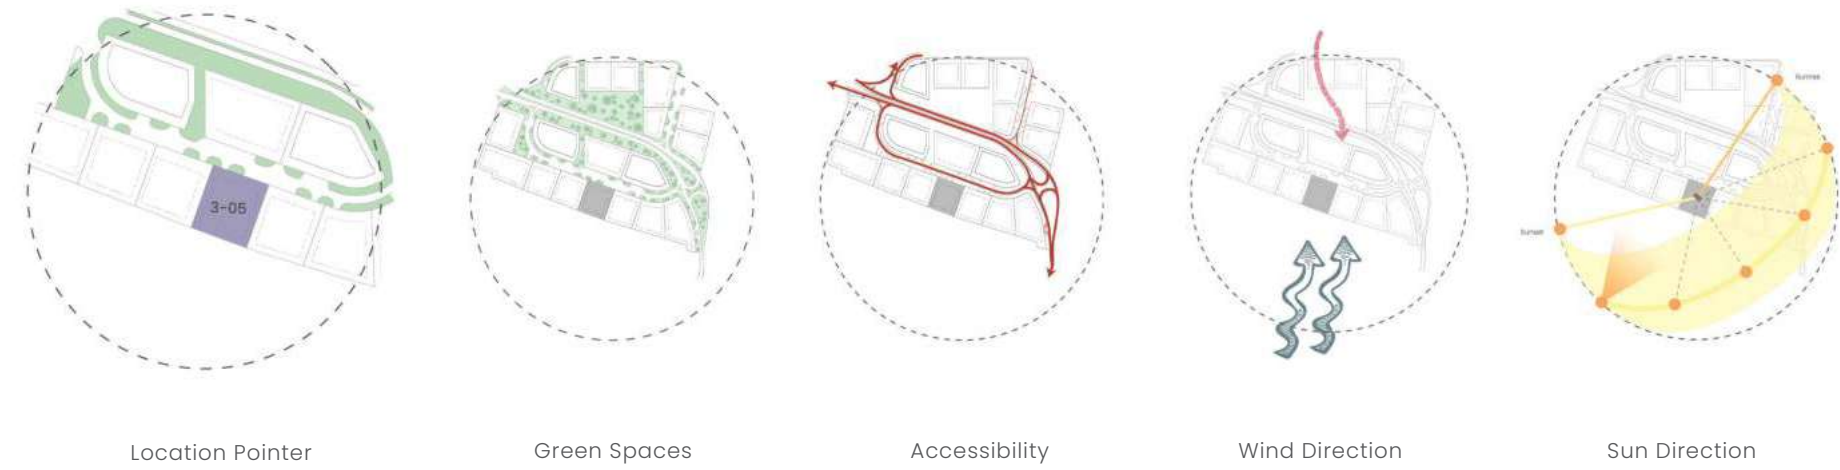 3-05
Sunrise
Sunset
Location Pointer
Green Spaces
Accessibility
Wind Direction
Sun Direction